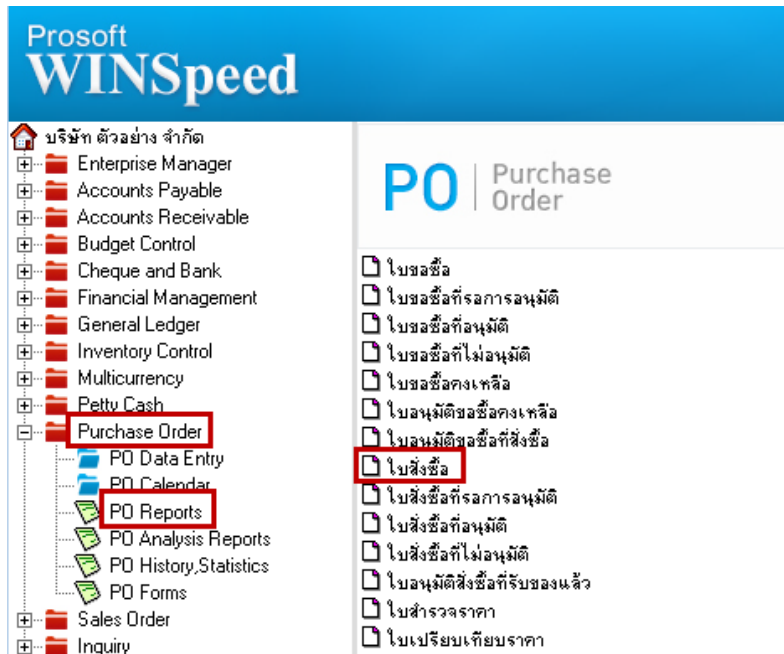 Prosoft
WINSpeed
บริษัท ตัวอย่าง จำกัด
Enterprise Manager
Accounts Payable
Accounts Receivable
Budget Control
Cheque and Bank
Financial Management
General Ledger
Inventory Control
Multicurrency
Petty Cash
Purchase Order
PO Data Entry
PO Calendar
PO Reports
PO Analysis Reports
PO History,Statistics
PO Forms
Sales Order
Inquiry
PO | Purchase
Order
ใบขอซื้อ
ใบขอซื้อที่รอการอนุมัติ
ใบขอซื้อที่อนุมัติ
ใบขอซื้อที่ไม่อนุมัติ
ใบขอซื้อคงเหลือ
ใบอนุมัติขอซื้อคงเหลือ
ใบอนุมัติขอซื้อที่สั่งซื้อ
ใบสั่งซื้อ
ใบสั่งซื้อที่รอการอนุมัติ
ใบสั่งซื้อที่อนุมัติ
ใบสั่งซื้อที่ไม่อนุมัติ
ใบอนุมัติสั่งซื้อที่รับของแล้ว
ใบสำรวจราคา
ใบเปรียบเทียบราคา